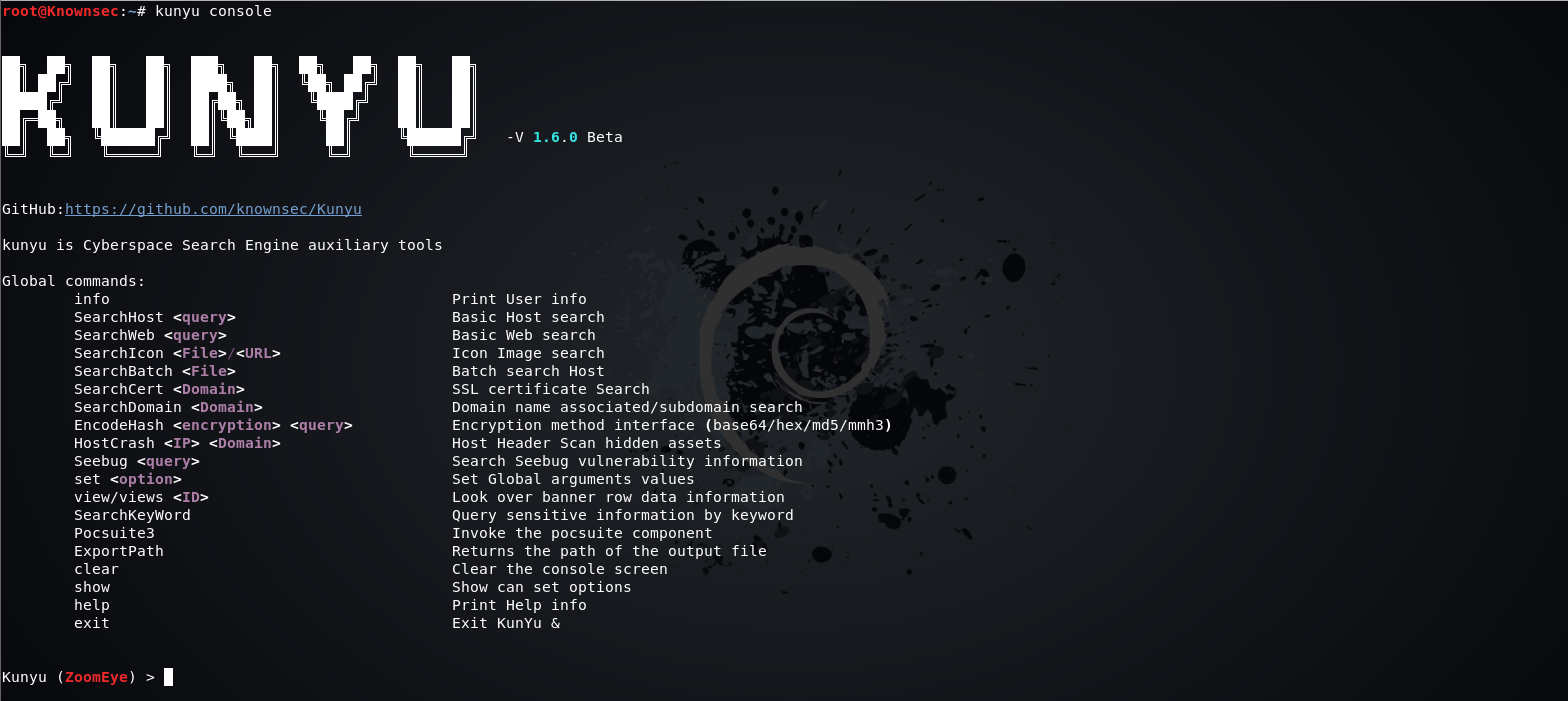 root@Knownsec:~# kunyu console
KUNYU
-V 1.6.0 Beta
GitHub:https://github.com/knownsec/Kunyu
kunyu is Cyberspace Search Engine auxiliary tools
Global commands:
info Print User info
SearchHost <query> Basic Host search
SearchWeb <query> Basic Web search
SearchIcon <File>/<URL> Icon Image search
SearchBatch <File> Batch search Host
SearchCert <Domain> SSL certificate Search
SearchDomain <Domain> Domain name associated/subdomain search
EncodeHash <encryption> <query> Encryption method interface (base64/hex/md5/mmh3)
HostCrash <IP> <Domain> Host Header Scan hidden assets
Seebug <query> Search Seebug vulnerability information
set <option> Set Global arguments values
view/views <ID> Look over banner row data information
SearchKeyWord Query sensitive information by keyword
Pocsuite3 Invoke the pocsuite component
ExportPath Returns the path of the output file
clear Clear the console screen
show Show can set options
help Print Help info
exit Exit KunYu &
Kunyu (ZoomEye) >